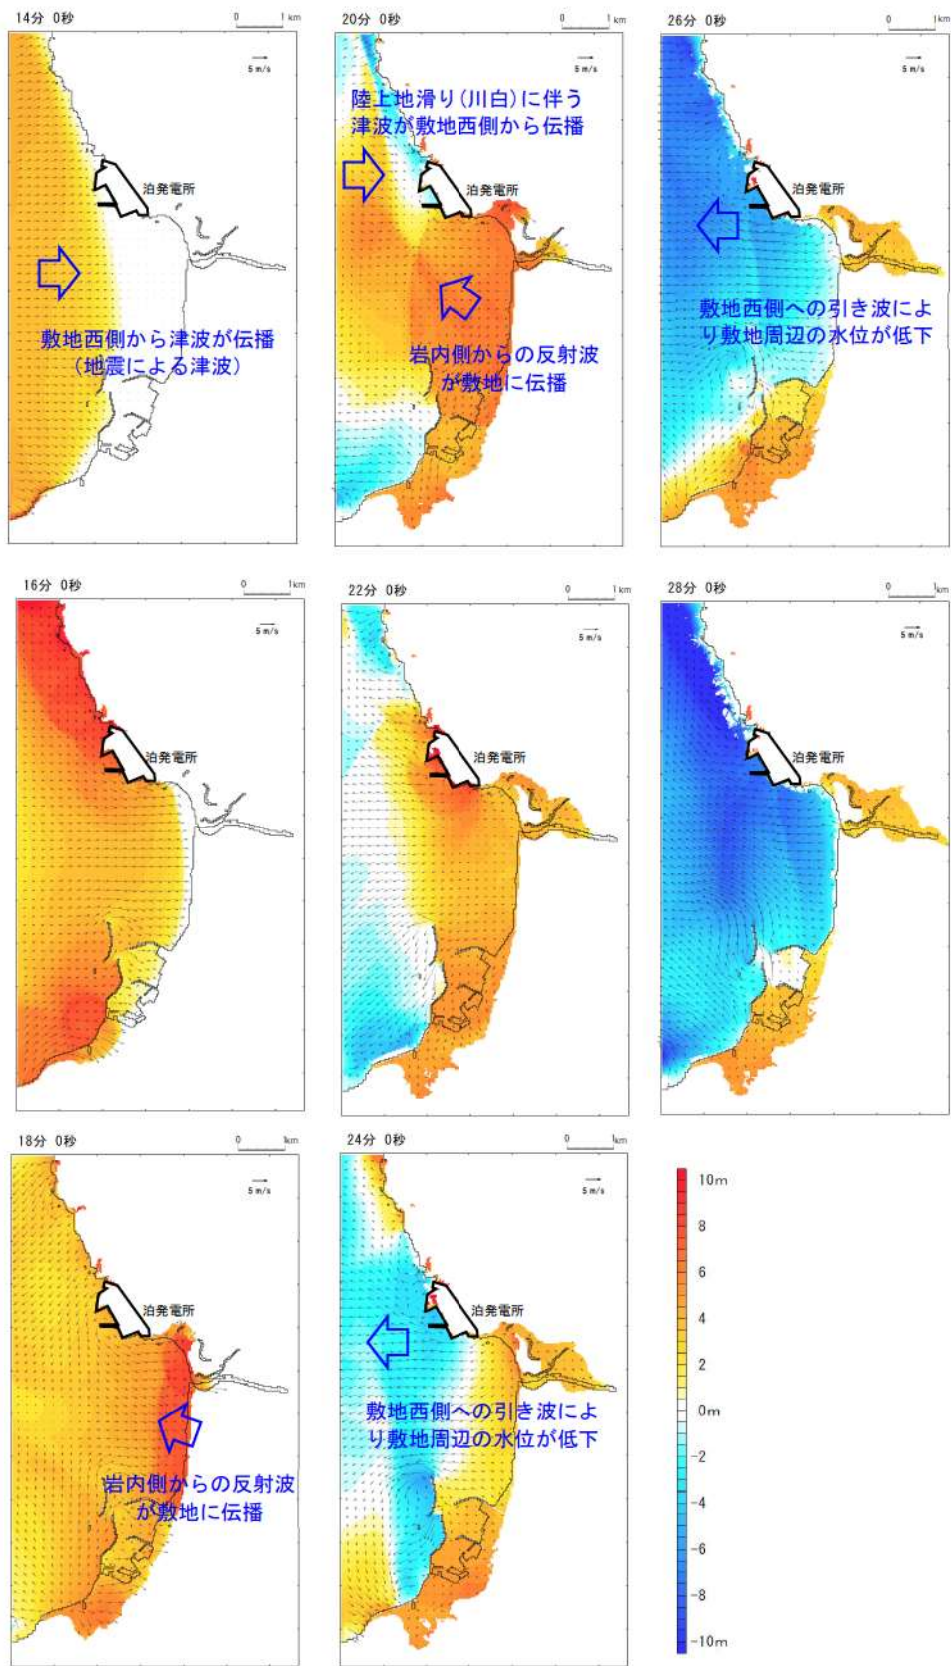 14分 0秒
0 1km
5 m/s
泊発電所
敷地西側から津波が伝播
（地震による津波）
16分 0秒
0 1km
5 m/s
泊発電所
18分 0秒
0 1km
5 m/s
泊発電所
岩内側からの反射波
が敷地に伝播
20分 0秒
0 1km
5 m/s
陸上地滑り(川白)に伴う
津波が敷地西側から伝播
泊発電所
岩内側からの反射波
が敷地に伝播
22分 0秒
0 1km
5 m/s
泊発電所
24分 0秒
0 1km
5 m/s
泊発電所
敷地西側への引き波によ
り敷地周辺の水位が低下
26分 0秒
0 1km
5 m/s
泊発電所
敷地西側への引き波によ
り敷地周辺の水位が低下
28分 0秒
0 1km
5 m/s
泊発電所
10m
8
6
4
2
0m
-2
-4
-6
-8
-10m